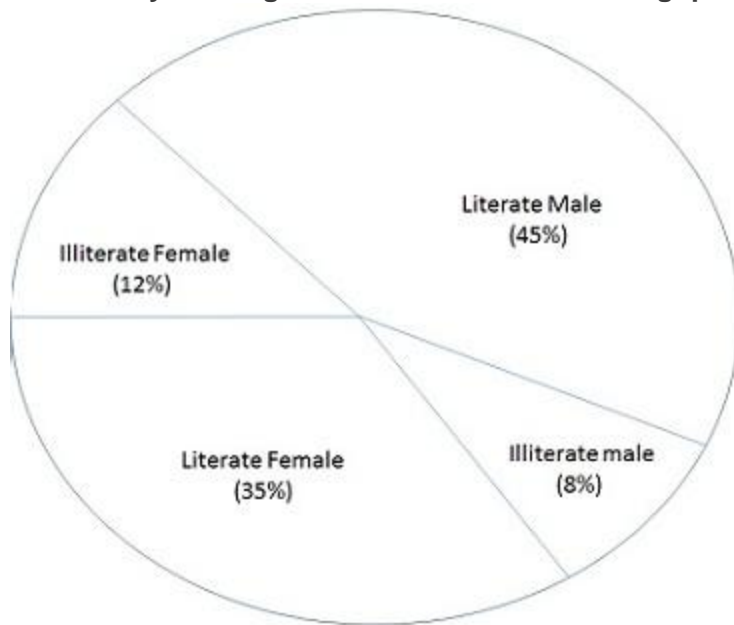 Literate Male
(45%)
Illiterate Female
(12%)
Literate Female
(35%)
Illiterate male
(8%)